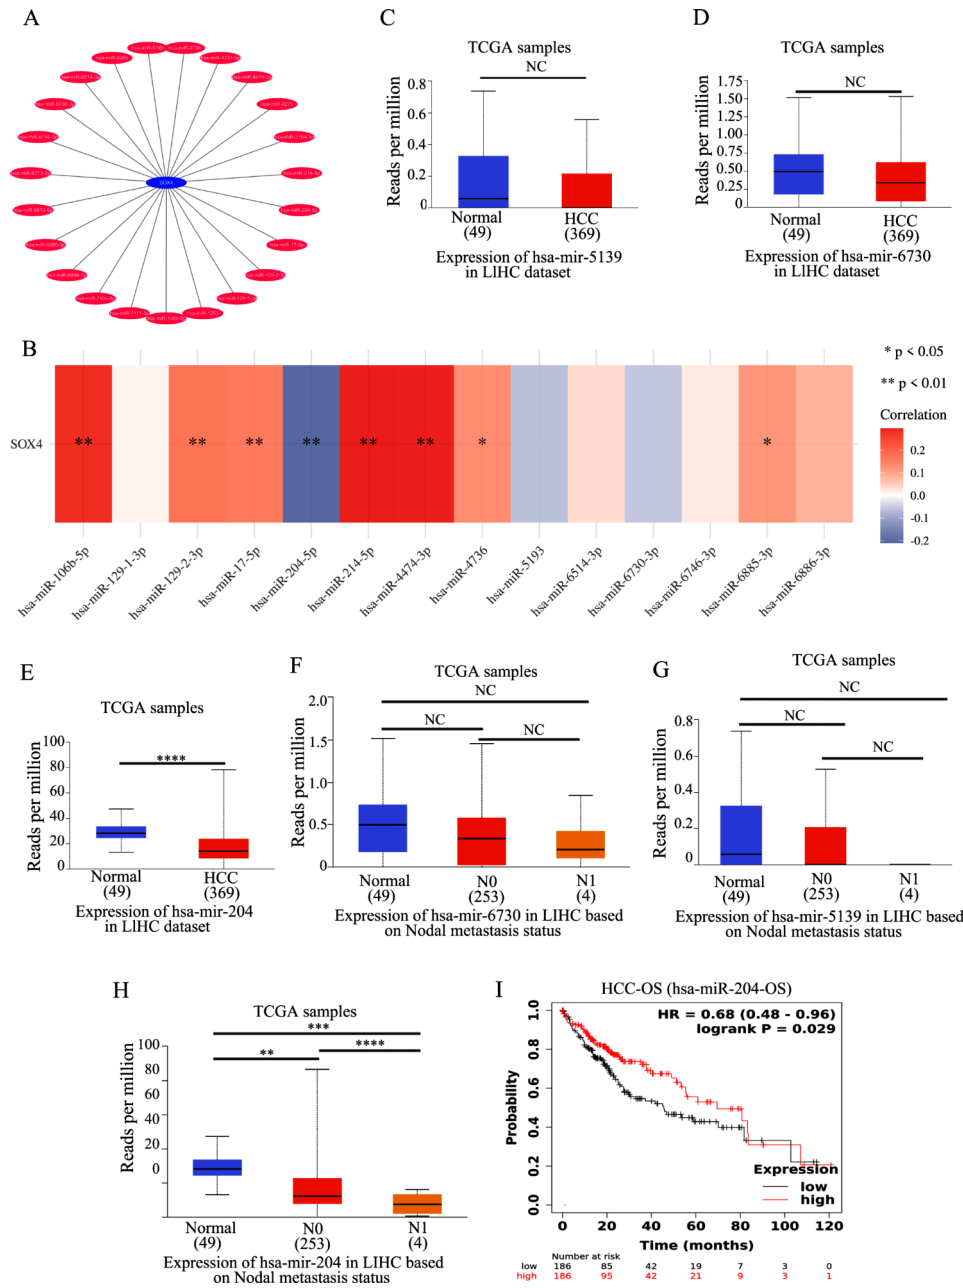 A
hsa-miR-4279
hsa-miR-214-5p
hsa-miR-204-5p
hsa-miR-17-5p
SOX4
C
TCGA samples
NC
Reads per million
0.8
0.6
0.4
0.2
0
Normal
(49)
HCC
(369)
Expression of hsa-mir-5139
in LIHC dataset
D
TCGA samples
NC
Reads per million
1.75
1.50
1.25
1.00
0.75
0.50
0.25
0
Normal
(49)
HCC
(369)
Expression of hsa-mir-6730
in LIHC dataset
B
SOX4
** ** ** ** ** ** * *
hsa-miR-106b-5p
hsa-miR-129-1-3p
hsa-miR-129-2-3p
hsa-miR-17-5p
hsa-miR-204-5p
hsa-miR-214-5p
hsa-miR-4474-3p
hsa-miR-4736
hsa-miR-5193
hsa-miR-6514-3p
hsa-miR-6730-3p
hsa-miR-6746-3p
hsa-miR-6885-3p
hsa-miR-6886-3p
* p < 0.05
** p < 0.01
Correlation
0.2
0.1
0.0
-0.1
-0.2
E
TCGA samples
****
Reads per million
100
80
60
40
20
0
Normal
(49)
HCC
(369)
Expression of hsa-mir-204
in LIHC dataset
F
TCGA samples
NC
NC
NC
Reads per million
2.0
1.5
1.0
0.5
0
Normal
(49)
N0
(253)
N1
(4)
Expression of hsa-mir-6730 in LIHC based
on Nodal metastasis status
G
TCGA samples
NC
NC
NC
Reads per million
0.8
0.6
0.4
0.2
0
Normal
(49)
N0
(253)
N1
(4)
Expression of hsa-mir-5139 in LIHC based
on Nodal metastasis status
H
TCGA samples
***
** ****
Reads per million
100
80
60
20
0
Normal
(49)
N0
(253)
N1
(4)
Expression of hsa-mir-204 in LIHC based
on Nodal metastasis status
I
HCC-OS (hsa-miR-204-OS)
HR = 0.68 (0.48 - 0.96)
logrank P = 0.029
Probability
1.0
0.8
0.6
0.4
0.2
0.0
Expression
low
high
0 20 40 60 80 100 120
Time (months)
Number at risk
low 186 85 42 19 7 3 0
high 186 95 42 21 9 3 1